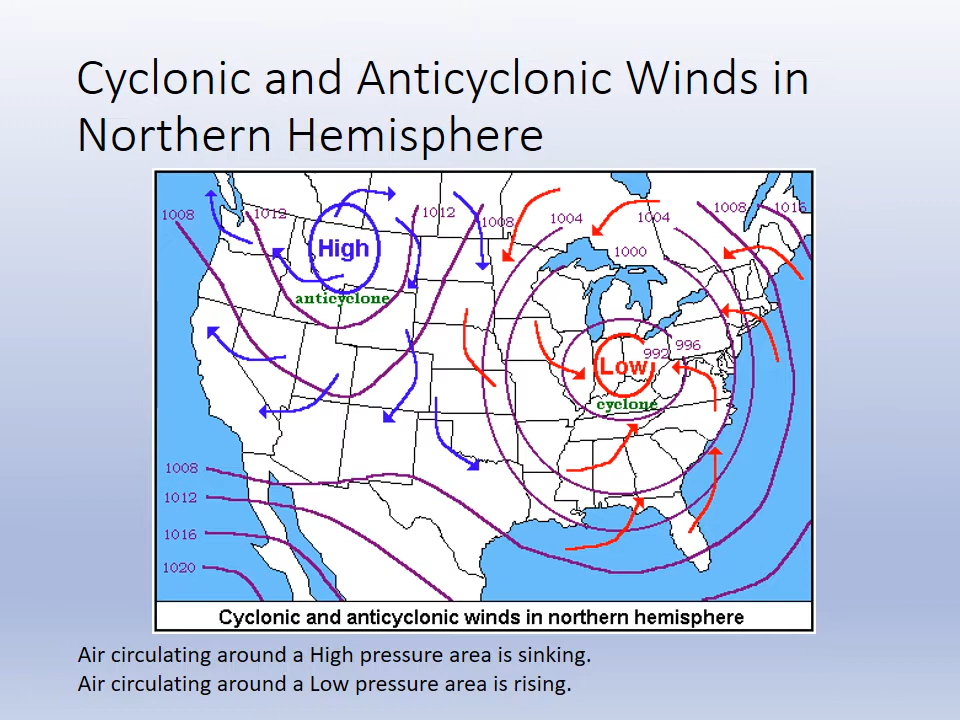 Cyclonic and Anticyclonic Winds in
Northern Hemisphere
1008
1012
1012
1008
1004
1004
1008
1016
High
1000
anticyclone
992
996
Low
cyclone
1008
1012
1016
1020
Cyclonic and anticyclonic winds in northern hemisphere
Air circulating around a High pressure area is sinking.
Air circulating around a Low pressure area is rising.